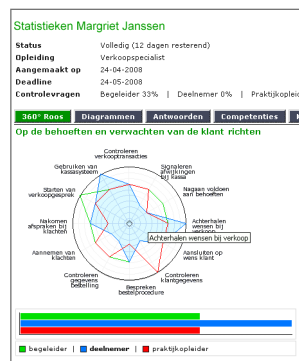 Statistieken Margriet Janssen
Status Volledig (12 dagen resterend)
Opleiding Verkoopspecialist
Aangemaakt op 24-04-2008
Deadline 24-05-2008
Controlevragen Begeleider 33% | Deelnemer 0% | Praktijkopleid
360° Roos Diagrammen Antwoorden Competenties
Op de behoeften en verwachten van de klant richten
Controleren
verkooptransacties
Signaleren
afwijkingen
bij kassa
Nagaan voldoen
aan behoeften
Achterhalen
wensen bij
verkoop
Achterhalen wensen bij verkoop
Aansluiten op
wens klant
Controleren
klantgegevens
Bespreken
bestelprocedure
Controleren
gegevens
bestelling
Aannemen van
klachten
Nakomen
afspraken bij
klachten
Starten van
verkoopgesprek
Gebruiken van
kassasysteem
begeleider | deelnemer | praktijkopleider